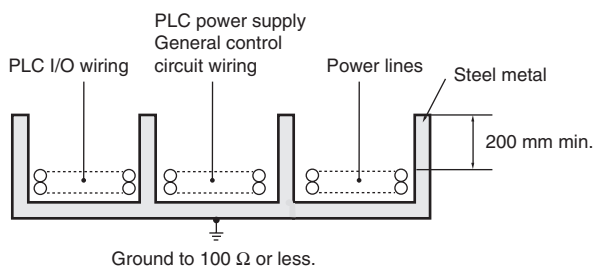 PLC power supply
General control
circuit wiring
PLC I/O wiring
Power lines
Steel metal
200 mm min.
Ground to 100 Ω or less.